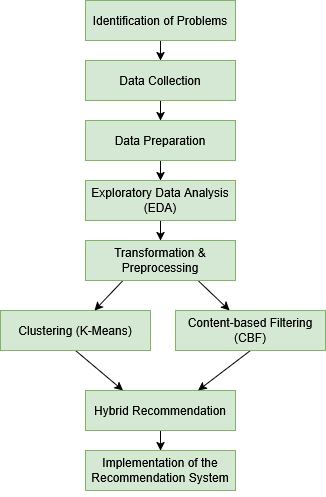 Identification of Problems
Data Collection
Data Preparation
Exploratory Data Analysis
(EDA)
Transformation &
Preprocessing
Clustering (K-Means)
Content-based Filtering
(CBF)
Hybrid Recommendation
Implementation of the
Recommendation System